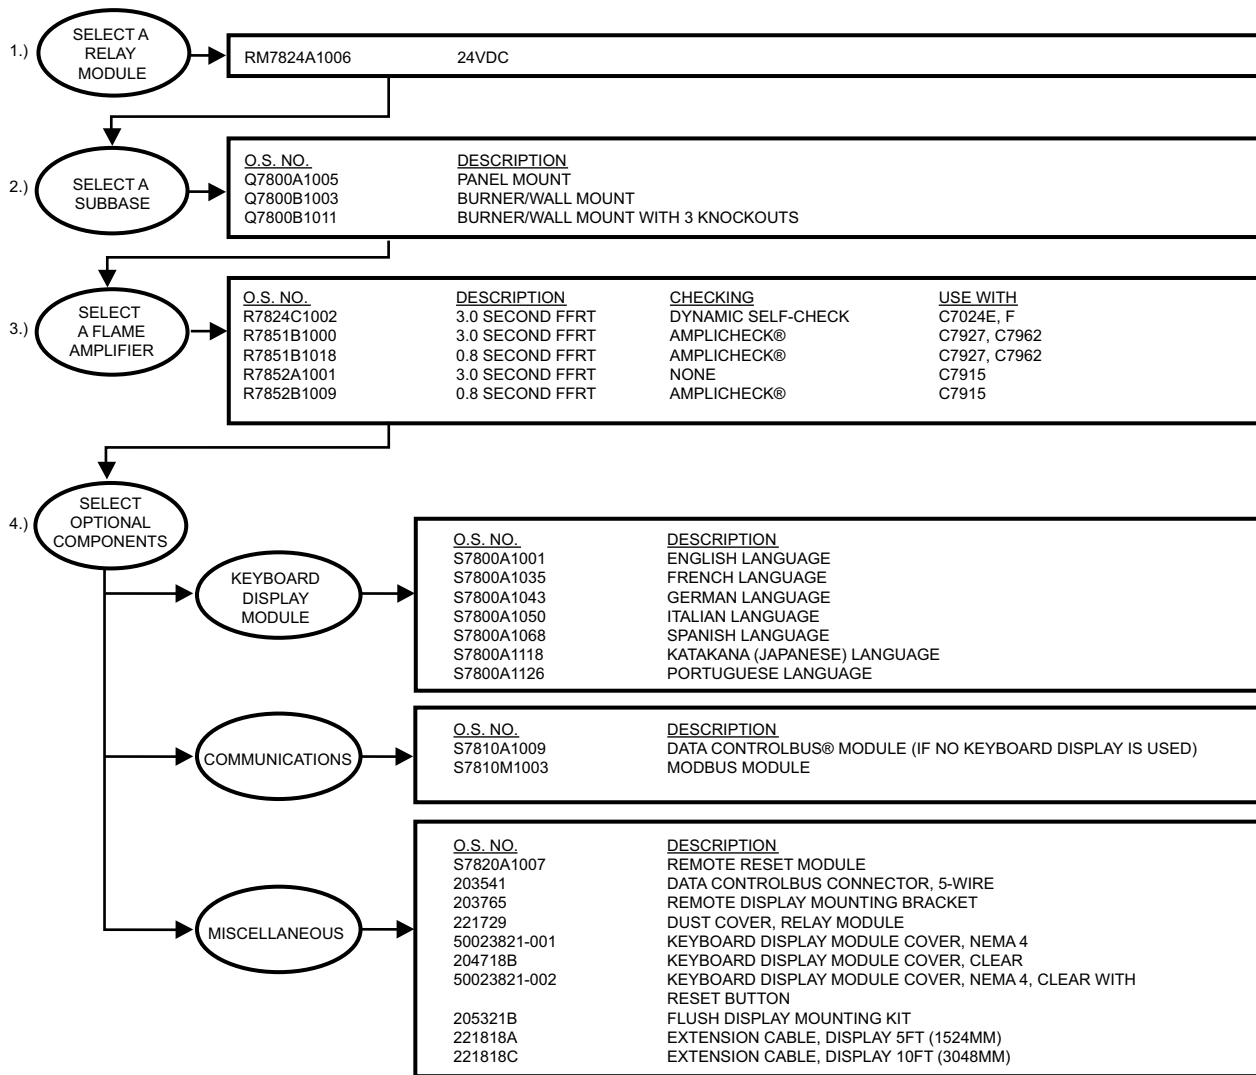 1.) SELECT A RELAY MODULE
RM7824A1006 24VDC
2.) SELECT A SUBBASE
O.S. NO. DESCRIPTION
Q7800A1005 PANEL MOUNT
Q7800B1003 BURNER/WALL MOUNT
Q7800B1011 BURNER/WALL MOUNT WITH 3 KNOCKOUTS
3.) SELECT A FLAME AMPLIFIER
O.S. NO. DESCRIPTION CHECKING USE WITH
R7824C1002 3.0 SECOND FFRT DYNAMIC SELF-CHECK C7024E, F
R7851B1000 3.0 SECOND FFRT AMPLICHECK® C7927, C7962
R7851B1018 0.8 SECOND FFRT AMPLICHECK® C7927, C7962
R7852A1001 3.0 SECOND FFRT NONE C7915
R7852B1009 0.8 SECOND FFRT AMPLICHECK® C7915
4.) SELECT OPTIONAL COMPONENTS
KEYBOARD DISPLAY MODULE
O.S. NO. DESCRIPTION
S7800A1001 ENGLISH LANGUAGE
S7800A1035 FRENCH LANGUAGE
S7800A1043 GERMAN LANGUAGE
S7800A1050 ITALIAN LANGUAGE
S7800A1068 SPANISH LANGUAGE
S7800A1118 KATAKANA (JAPANESE) LANGUAGE
S7800A1126 PORTUGUESE LANGUAGE
COMMUNICATIONS
O.S. NO. DESCRIPTION
S7810A1009 DATA CONTROLBUS® MODULE (IF NO KEYBOARD DISPLAY IS USED)
S7810M1003 MODBUS MODULE
MISCELLANEOUS
O.S. NO. DESCRIPTION
S7820A1007 REMOTE RESET MODULE
203541 DATA CONTROLBUS CONNECTOR, 5-WIRE
203765 REMOTE DISPLAY MOUNTING BRACKET
221729 DUST COVER, RELAY MODULE
50023821-001 KEYBOARD DISPLAY MODULE COVER, NEMA 4
204718B KEYBOARD DISPLAY MODULE COVER, CLEAR
50023821-002 KEYBOARD DISPLAY MODULE COVER, NEMA 4, CLEAR WITH
RESET BUTTON
205321B FLUSH DISPLAY MOUNTING KIT
221818A EXTENSION CABLE, DISPLAY 5FT (1524MM)
221818C EXTENSION CABLE, DISPLAY 10FT (3048MM)